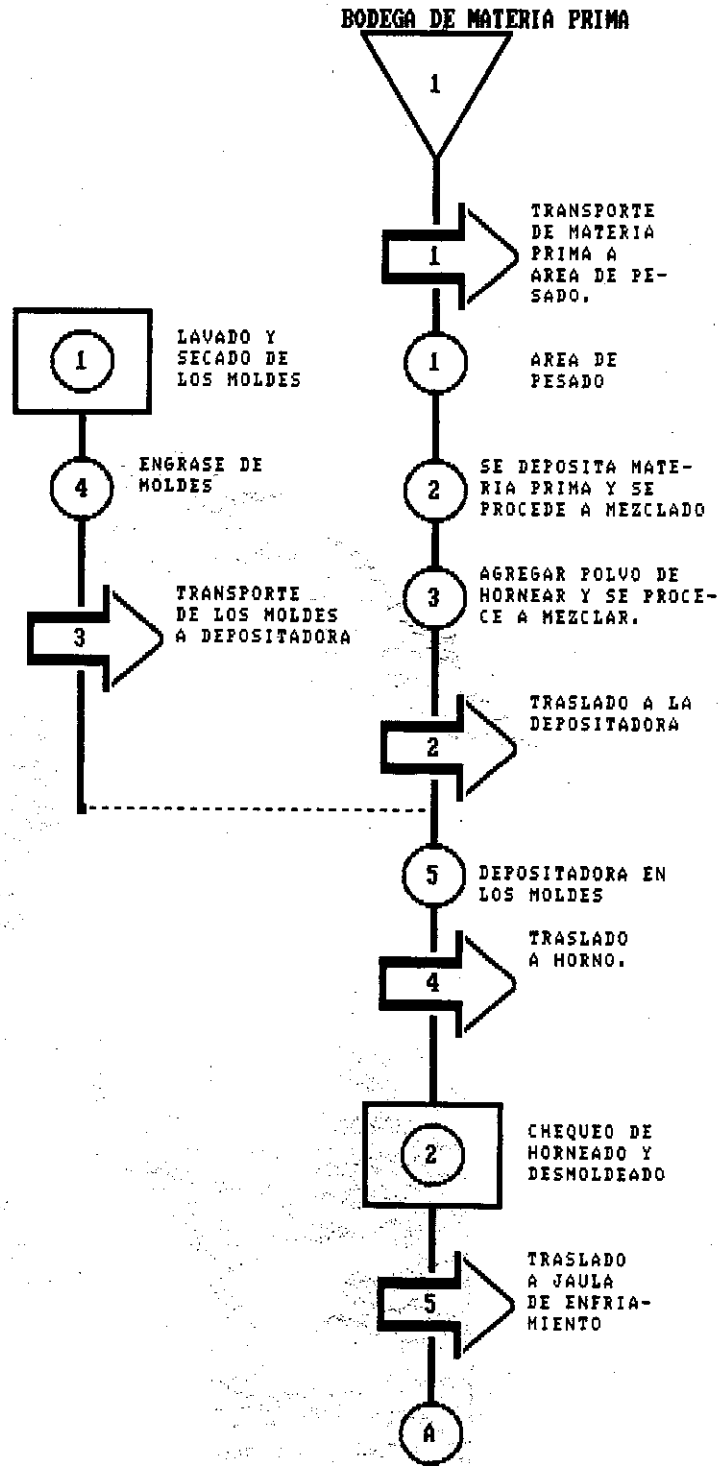 BODEGA DE MATERIA PRIMA
1
TRANSPORTE
DE MATERIA
PRIMA A
AREA DE PE-
SADO.
1
1
LAVADO Y
SECADO DE
LOS MOLDES
1
AREA DE
PESADO
4
ENGRASE DE
MOLDES
2
SE DEPOSITA MATE-
RIA PRIMA Y SE
PROCEDE A MEZCLADO
3
TRANSPORTE
DE LOS MOLDES
A DEPOSITADORA
3
AGREGAR POLVO DE
HORNEAR Y SE PROCE-
CE A MEZCLAR.
2
TRASLADO A LA
DEPOSITADORA
5
DEPOSITADORA EN
LOS MOLDES
4
TRASLADO
A HORNO.
2
CHEQUEO DE
HORNEADO Y
DESMOLDEADO
5
TRASLADO
A JAULA
DE ENFRIA-
MIENTO
A